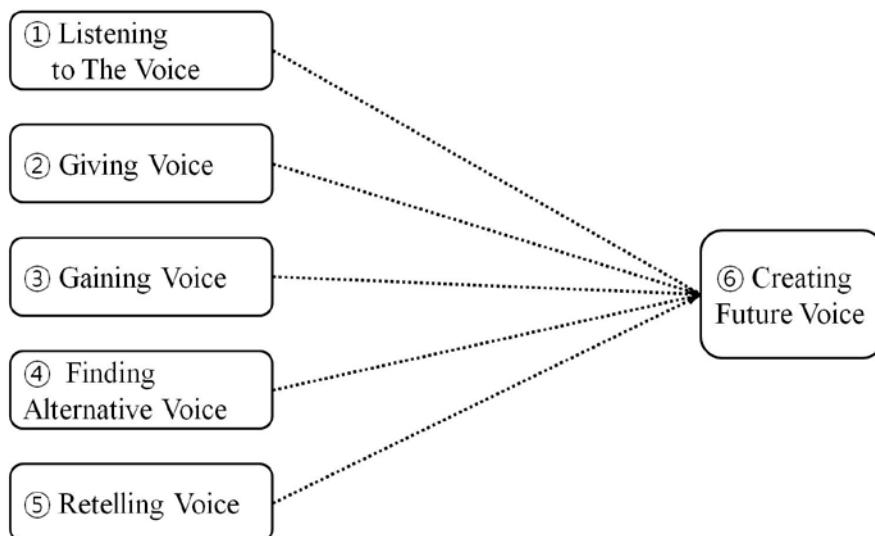 ① Listening
to The Voice
② Giving Voice
③ Gaining Voice
④ Finding
Alternative Voice
⑤ Retelling Voice
⑥ Creating
Future Voice